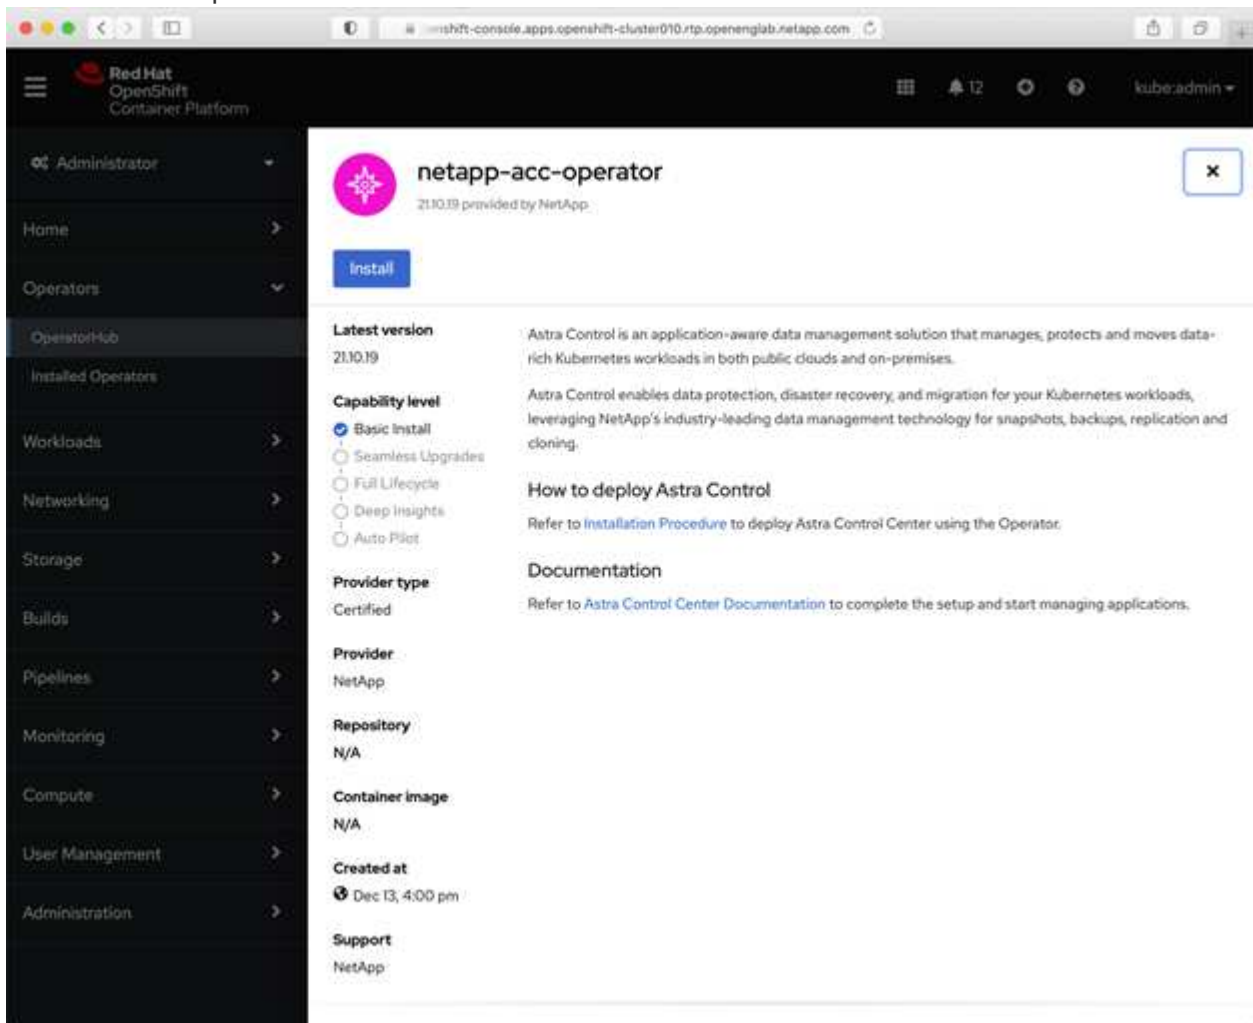 shift-console.apps.openshift-cluster010.rtp.openenglab.netapp.com
Red Hat
OpenShift
Container Platform
12
kube:admin
Administrator
Home
Operators
OperatorHub
Installed Operators
Workloads
Networking
Storage
Builds
Pipelines
Monitoring
Compute
User Management
Administration
netapp-acc-operator
21.10.19 provided by NetApp
Install
Latest version
21.10.19
Capability level
Basic Install
Seamless Upgrades
Full Lifecycle
Deep Insights
Auto Pilot
Provider type
Certified
Provider
NetApp
Repository
N/A
Container image
N/A
Created at
Dec 13, 4:00 pm
Support
NetApp
Astra Control is an application-aware data management solution that manages, protects and moves data-
rich Kubernetes workloads in both public clouds and on-premises.
Astra Control enables data protection, disaster recovery, and migration for your Kubernetes workloads,
leveraging NetApp's industry-leading data management technology for snapshots, backups, replication and
cloning.
How to deploy Astra Control
Refer to Installation Procedure to deploy Astra Control Center using the Operator.
Documentation
Refer to Astra Control Center Documentation to complete the setup and start managing applications.